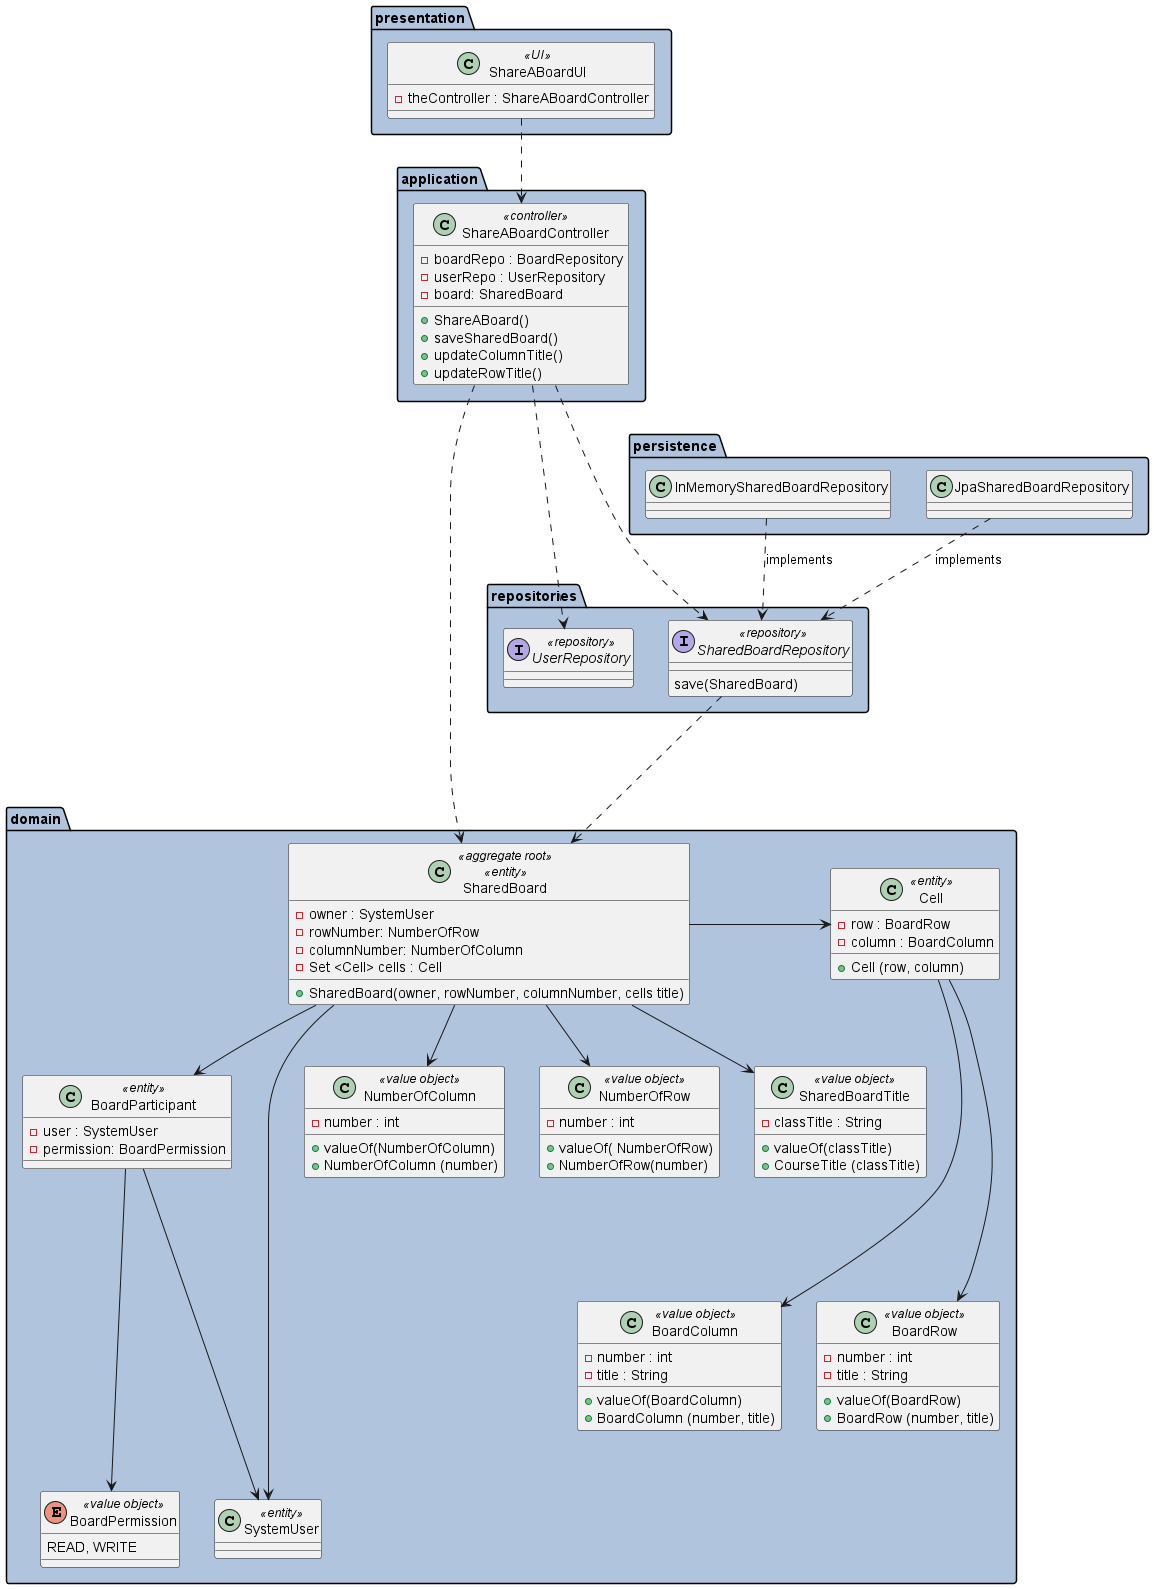 presentation
«UI»
C
ShareABoardUI
theController : ShareABoardController
application
«controller»
C
ShareABoardController
boardRepo : BoardRepository
userRepo : UserRepository
board: SharedBoard
ShareABoard()
saveSharedBoard()
updateColumnTitle()
updateRowTitle()
persistence
C InMemorySharedBoardRepository
C JpaSharedBoardRepository
implements
implements
repositories
«repository»
I
UserRepository
«repository»
I
SharedBoardRepository
save(SharedBoard)
domain
«aggregate root»
«entity»
C
SharedBoard
owner : SystemUser
rowNumber: NumberOfRow
columnNumber: NumberOfColumn
Set <Cell> cells : Cell
SharedBoard(owner, rowNumber, columnNumber, cells title)
«entity»
C
Cell
row : BoardRow
column : BoardColumn
Cell (row, column)
«entity»
C
BoardParticipant
user : SystemUser
permission: BoardPermission
«value object»
C
NumberOfColumn
number : int
valueOf(NumberOfColumn)
NumberOfColumn (number)
«value object»
C
NumberOfRow
number : int
valueOf( NumberOfRow)
NumberOfRow(number)
«value object»
C
SharedBoardTitle
classTitle : String
valueOf(classTitle)
CourseTitle (classTitle)
«value object»
C
BoardColumn
number : int
title : String
valueOf(BoardColumn)
BoardColumn (number, title)
«value object»
C
BoardRow
number : int
title : String
valueOf(BoardRow)
BoardRow (number, title)
«value object»
E
BoardPermission
READ, WRITE
«entity»
C
SystemUser